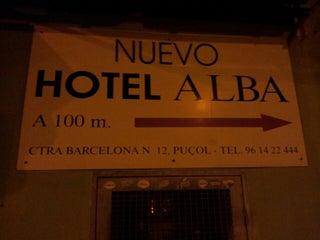 NUEVO
HOTEL ALBA
A 100 m.
CTRA BARCELONA N 12, PUÇOL - TEL. 96 14 22 444